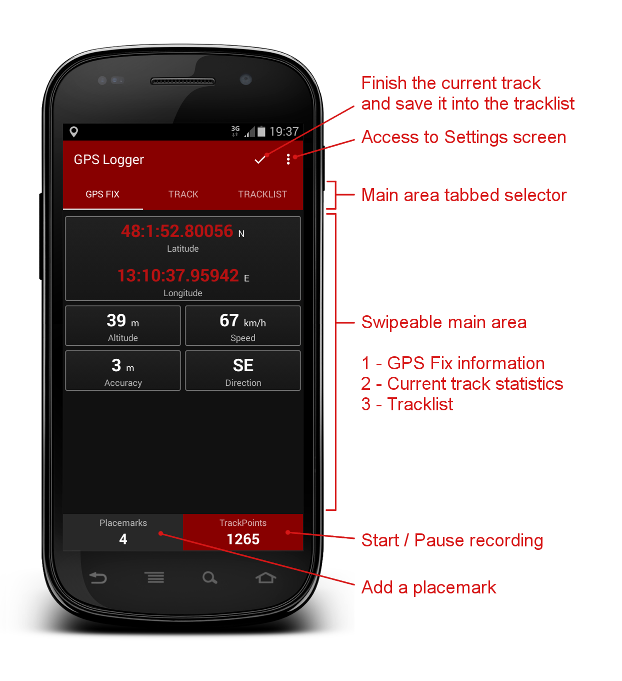 3G
19:37
GPS Logger
GPS FIX TRACK TRACKLIST
48:1:52.80056 N
Latitude
13:10:37.95942 E
Longitude
39 m 67 km/h
Altitude Speed
3 m SE
Accuracy Direction
Placemarks TrackPoints
4 1265
Finish the current track
and save it into the tracklist
Access to Settings screen
Main area tabbed selector
Swipeable main area
1 - GPS Fix information
2 - Current track statistics
3 - Tracklist
Start / Pause recording
Add a placemark